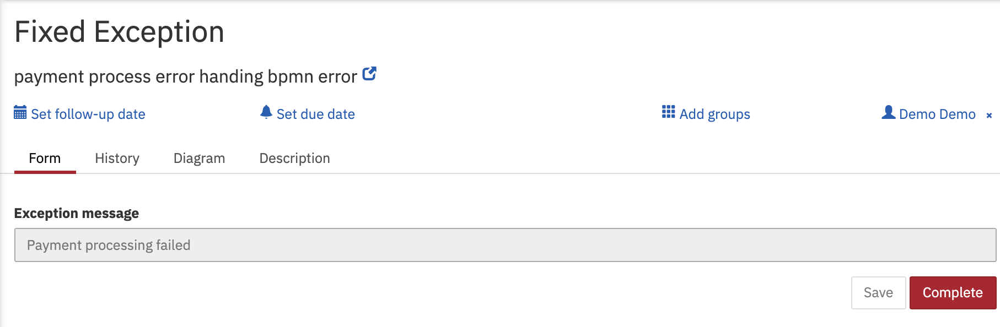 Fixed Exception
payment process error handing bpmn error
Set follow-up date Set due date Add groups Demo Demo ×
Form History Diagram Description
Exception message
Payment processing failed
Save Complete